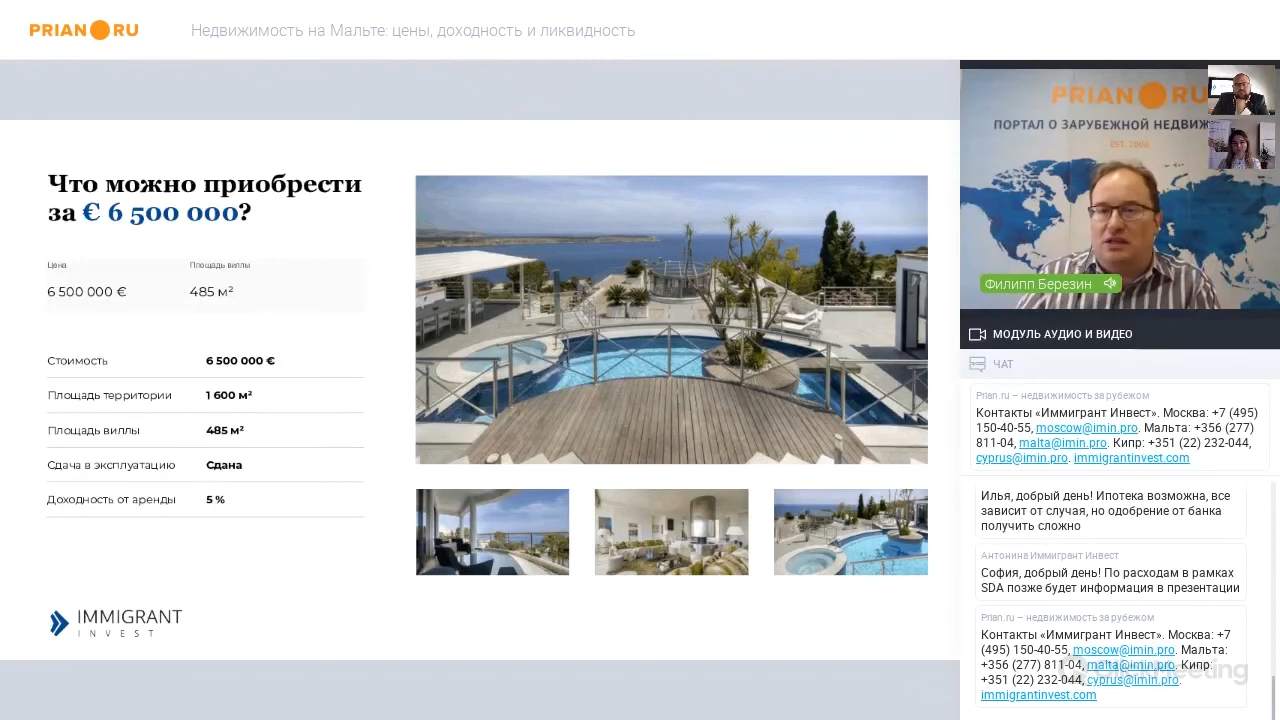 PRIAN RU
Недвижимость на Мальте: цены, доходность и ликвидность
Что можно приобрести
за € 6 500 000?
Цена
Площадь виллы
6 500 000 €
485 м²
Стоимость
6 500 000 €
Площадь территории
1 600 м²
Площадь виллы
485 м²
Сдача в эксплуатацию
Сдана
Доходность от аренды
5 %
IMMIGRANT
INVEST
PRIAN RU
ПОРТАЛ О ЗАРУБЕЖНОЙ НЕДВИЖ
EST. 2004
Филипп Березин
МОДУЛЬ АУДИО И ВИДЕО
ЧАТ
Prian.ru – недвижимость за рубежом
Контакты «Иммигрант Инвест». Москва: +7 (495)
150-40-55, moscow@imin.pro. Мальта: +356 (277)
811-04, malta@imin.pro. Кипр: +351 (22) 232-044,
cyprus@imin.pro. immigrantinvest.com
Илья, добрый день! Ипотека возможна, все
зависит от случая, но одобрение от банка
получить сложно
Антонина Иммигрант Инвест
София, добрый день! По расходам в рамках
SDA позже будет информация в презентации
Prian.ru – недвижимость за рубежом
Контакты «Иммигрант Инвест». Москва: +7
(495) 150-40-55, moscow@imin.pro. Мальта:
+356 (277) 811-04, malta@imin.pro. Кипр:
+351 (22) 232-044, cyprus@imin.pro.
immigrantinvest.com
ClickMeeting